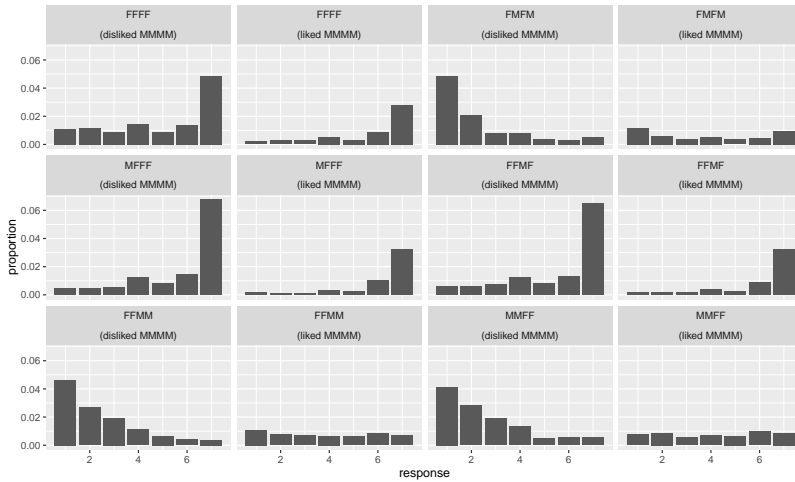 FFFF
(disliked MMMM)
FFFF
(liked MMMM)
FMFM
(disliked MMMM)
FMFM
(liked MMMM)
0.06
0.04
0.02
0.00
MFFF
(disliked MMMM)
MFFF
(liked MMMM)
FFMF
(disliked MMMM)
FFMF
(liked MMMM)
0.06
0.04
0.02
0.00
proportion
FFMM
(disliked MMMM)
FFMM
(liked MMMM)
MMFF
(disliked MMMM)
MMFF
(liked MMMM)
0.06
0.04
0.02
0.00
2 4 6 2 4 6 2 4 6 2 4 6
response